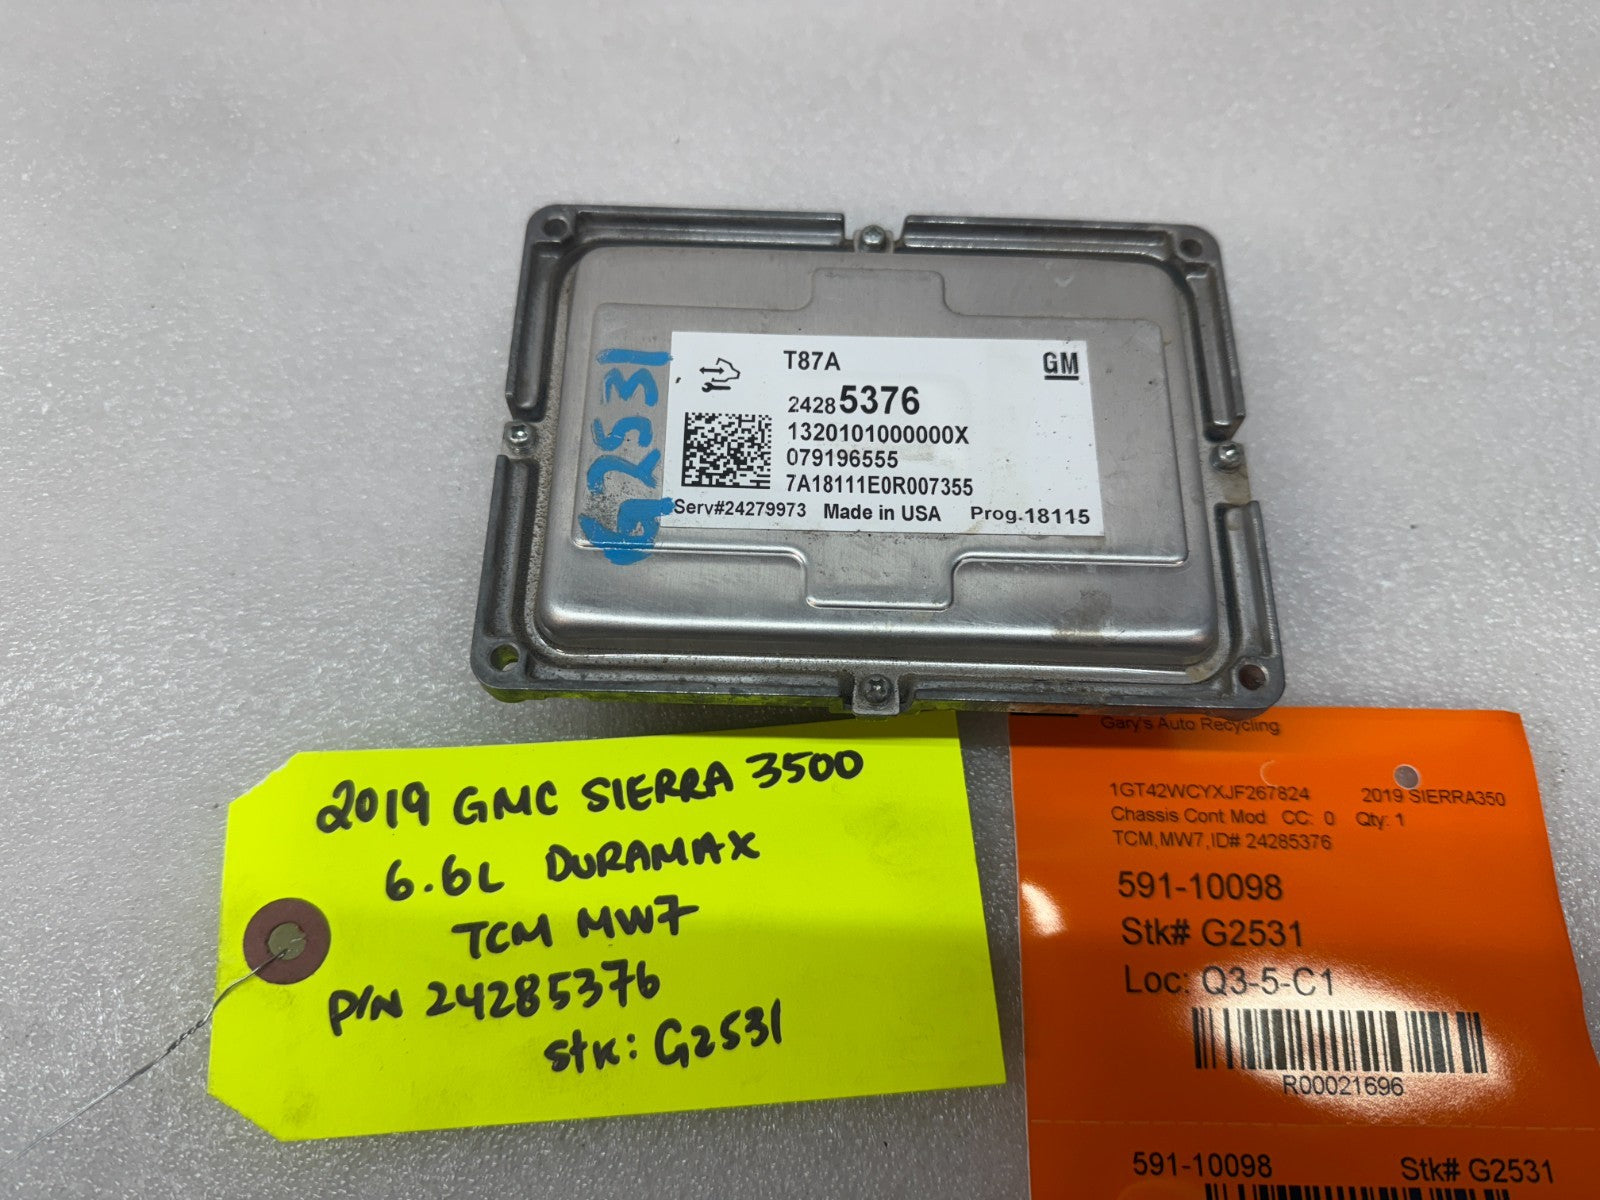 T87A
GM
24285376
1320101000000X
079196555
7A18111E0R007355
Serv#24279973 Made in USA Prog.18115
G2531
2019 GMC SIERRA 3500
6.6L DURAMAX
TCM MW7
P/N 24285376
stk: G2531
Gary's Auto Recycling
1GT42WCYXJF267824 2019 SIERRA350
Chassis Cont Mod CC: 0 Qty: 1
TCM,MW7,ID# 24285376
591-10098
Stk# G2531
Loc: Q3-5-C1
R00021696
591-10098 Stk# G2531